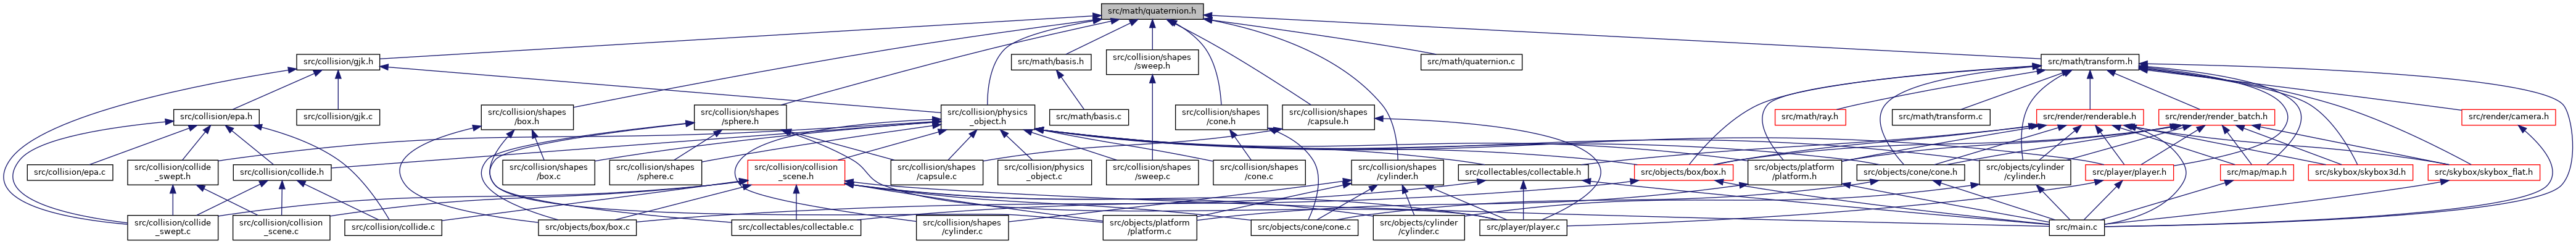 src/math/quaternion.h
src/collision/gjk.h
src/math/basis.h
src/collision/shapes
/sweep.h
src/math/quaternion.c
src/math/transform.h
src/collision/epa.h
src/collision/gjk.c
src/collision/shapes
/box.h
src/collision/shapes
/sphere.h
src/collision/physics
_object.h
src/math/basis.c
src/collision/shapes
/cone.h
src/collision/shapes
/capsule.h
src/math/ray.h
src/math/transform.c
src/render/renderable.h
src/render/render_batch.h
src/render/camera.h
src/collision/epa.c
src/collision/collide
_swept.h
src/collision/collide.h
src/collision/shapes
/box.c
src/collision/shapes
/sphere.c
src/collision/collision
_scene.h
src/collision/shapes
/capsule.c
src/collision/physics
_object.c
src/collision/shapes
/sweep.c
src/collision/shapes
/cone.c
src/collision/shapes
/cylinder.h
src/collectables/collectable.h
src/objects/box/box.h
src/objects/platform
/platform.h
src/objects/cone/cone.h
src/objects/cylinder
/cylinder.h
src/player/player.h
src/map/map.h
src/skybox/skybox3d.h
src/skybox/skybox_flat.h
src/collision/collide
_swept.c
src/collision/collision
_scene.c
src/collision/collide.c
src/objects/box/box.c
src/collectables/collectable.c
src/collision/shapes
/cylinder.c
src/objects/platform
/platform.c
src/objects/cone/cone.c
src/objects/cylinder
/cylinder.c
src/player/player.c
src/main.c